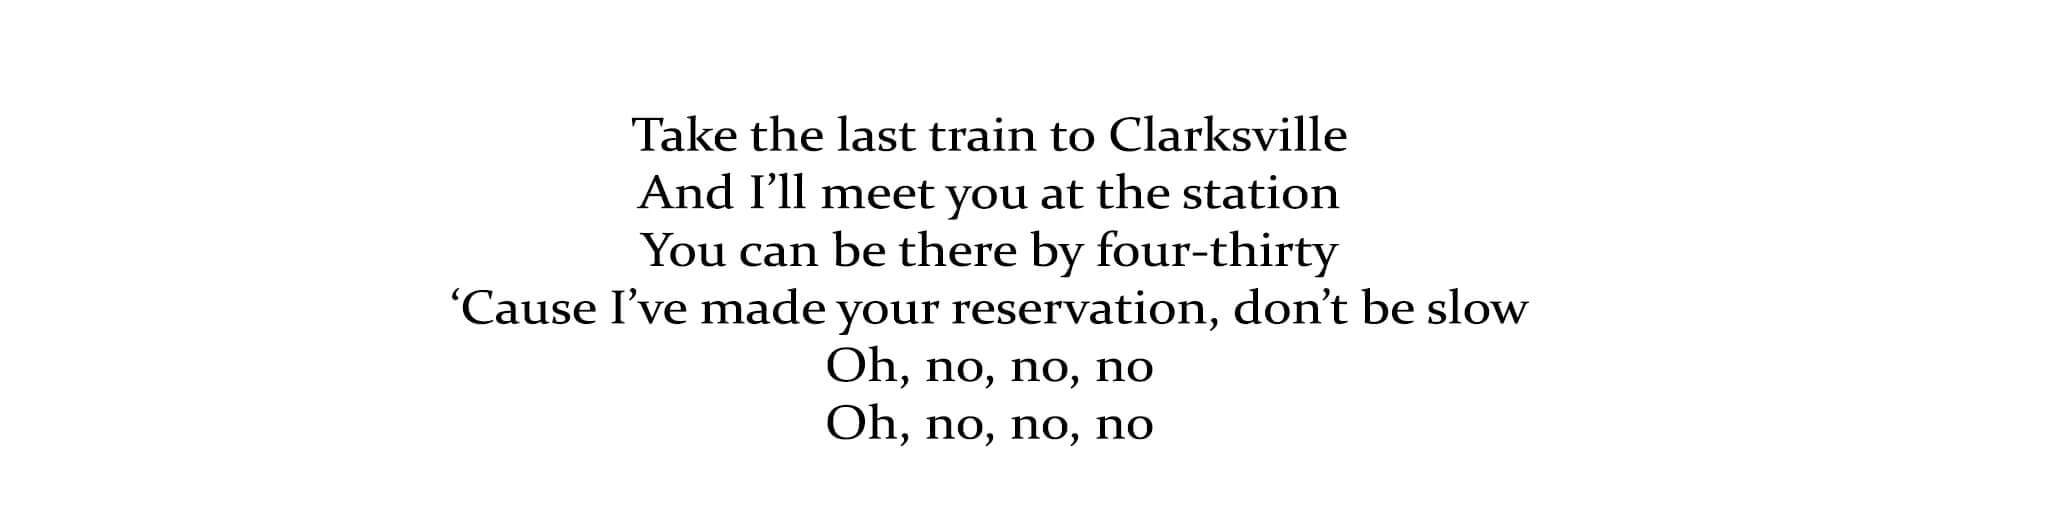 Take the last train to Clarksville
And I’ll meet you at the station
You can be there by four-thirty
‘Cause I’ve made your reservation, don’t be slow
Oh, no, no, no
Oh, no, no, no